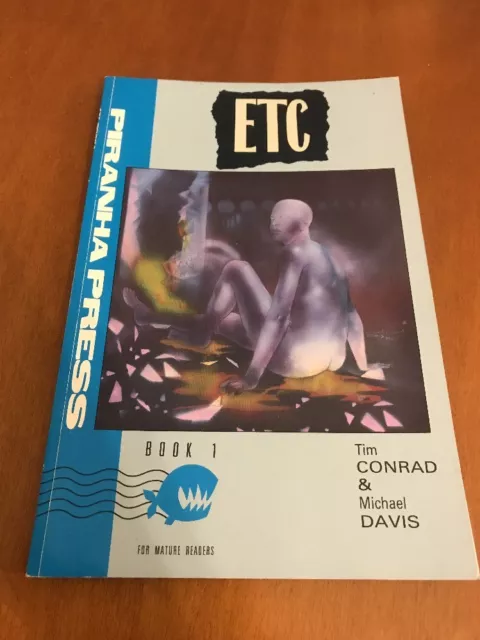 ETC
PIRANHA PRESS
BOOK 1
Tim
CONRAD
&
Michael
DAVIS
FOR MATURE READERS